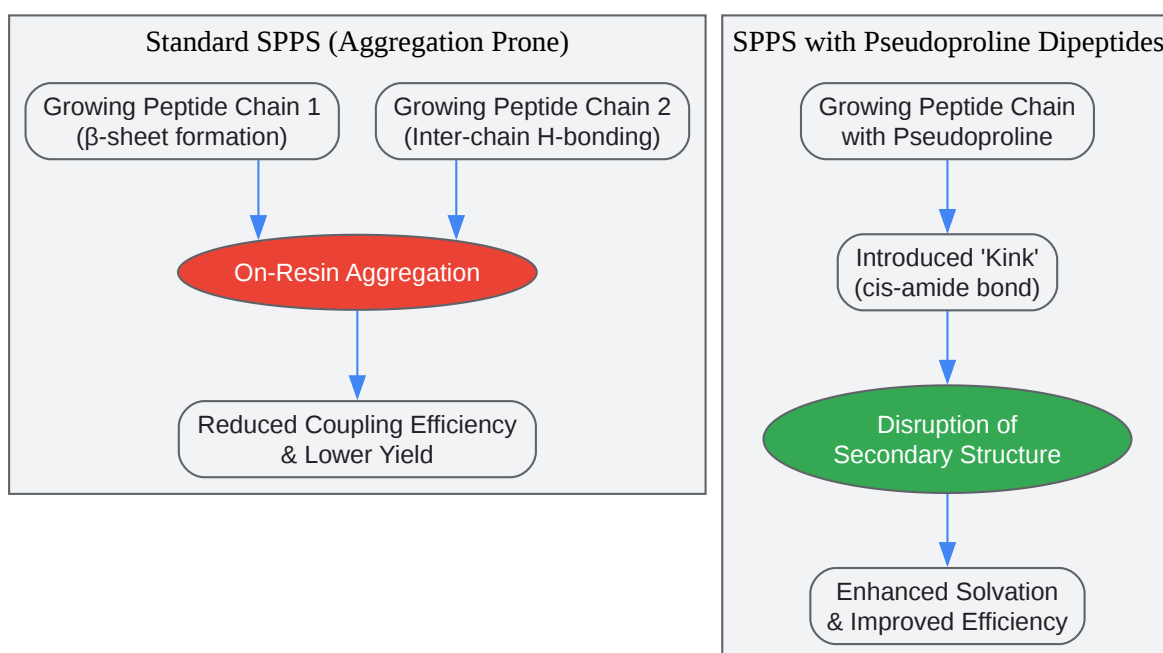 Standard SPPS (Aggregation Prone)
Growing Peptide Chain 1
(β-sheet formation)
Growing Peptide Chain 2
(Inter-chain H-bonding)
On-Resin Aggregation
Reduced Coupling Efficiency
& Lower Yield
SPPS with Pseudoproline Dipeptides
Growing Peptide Chain
with Pseudoproline
Introduced 'Kink'
(cis-amide bond)
Disruption of
Secondary Structure
Enhanced Solvation
& Improved Efficiency